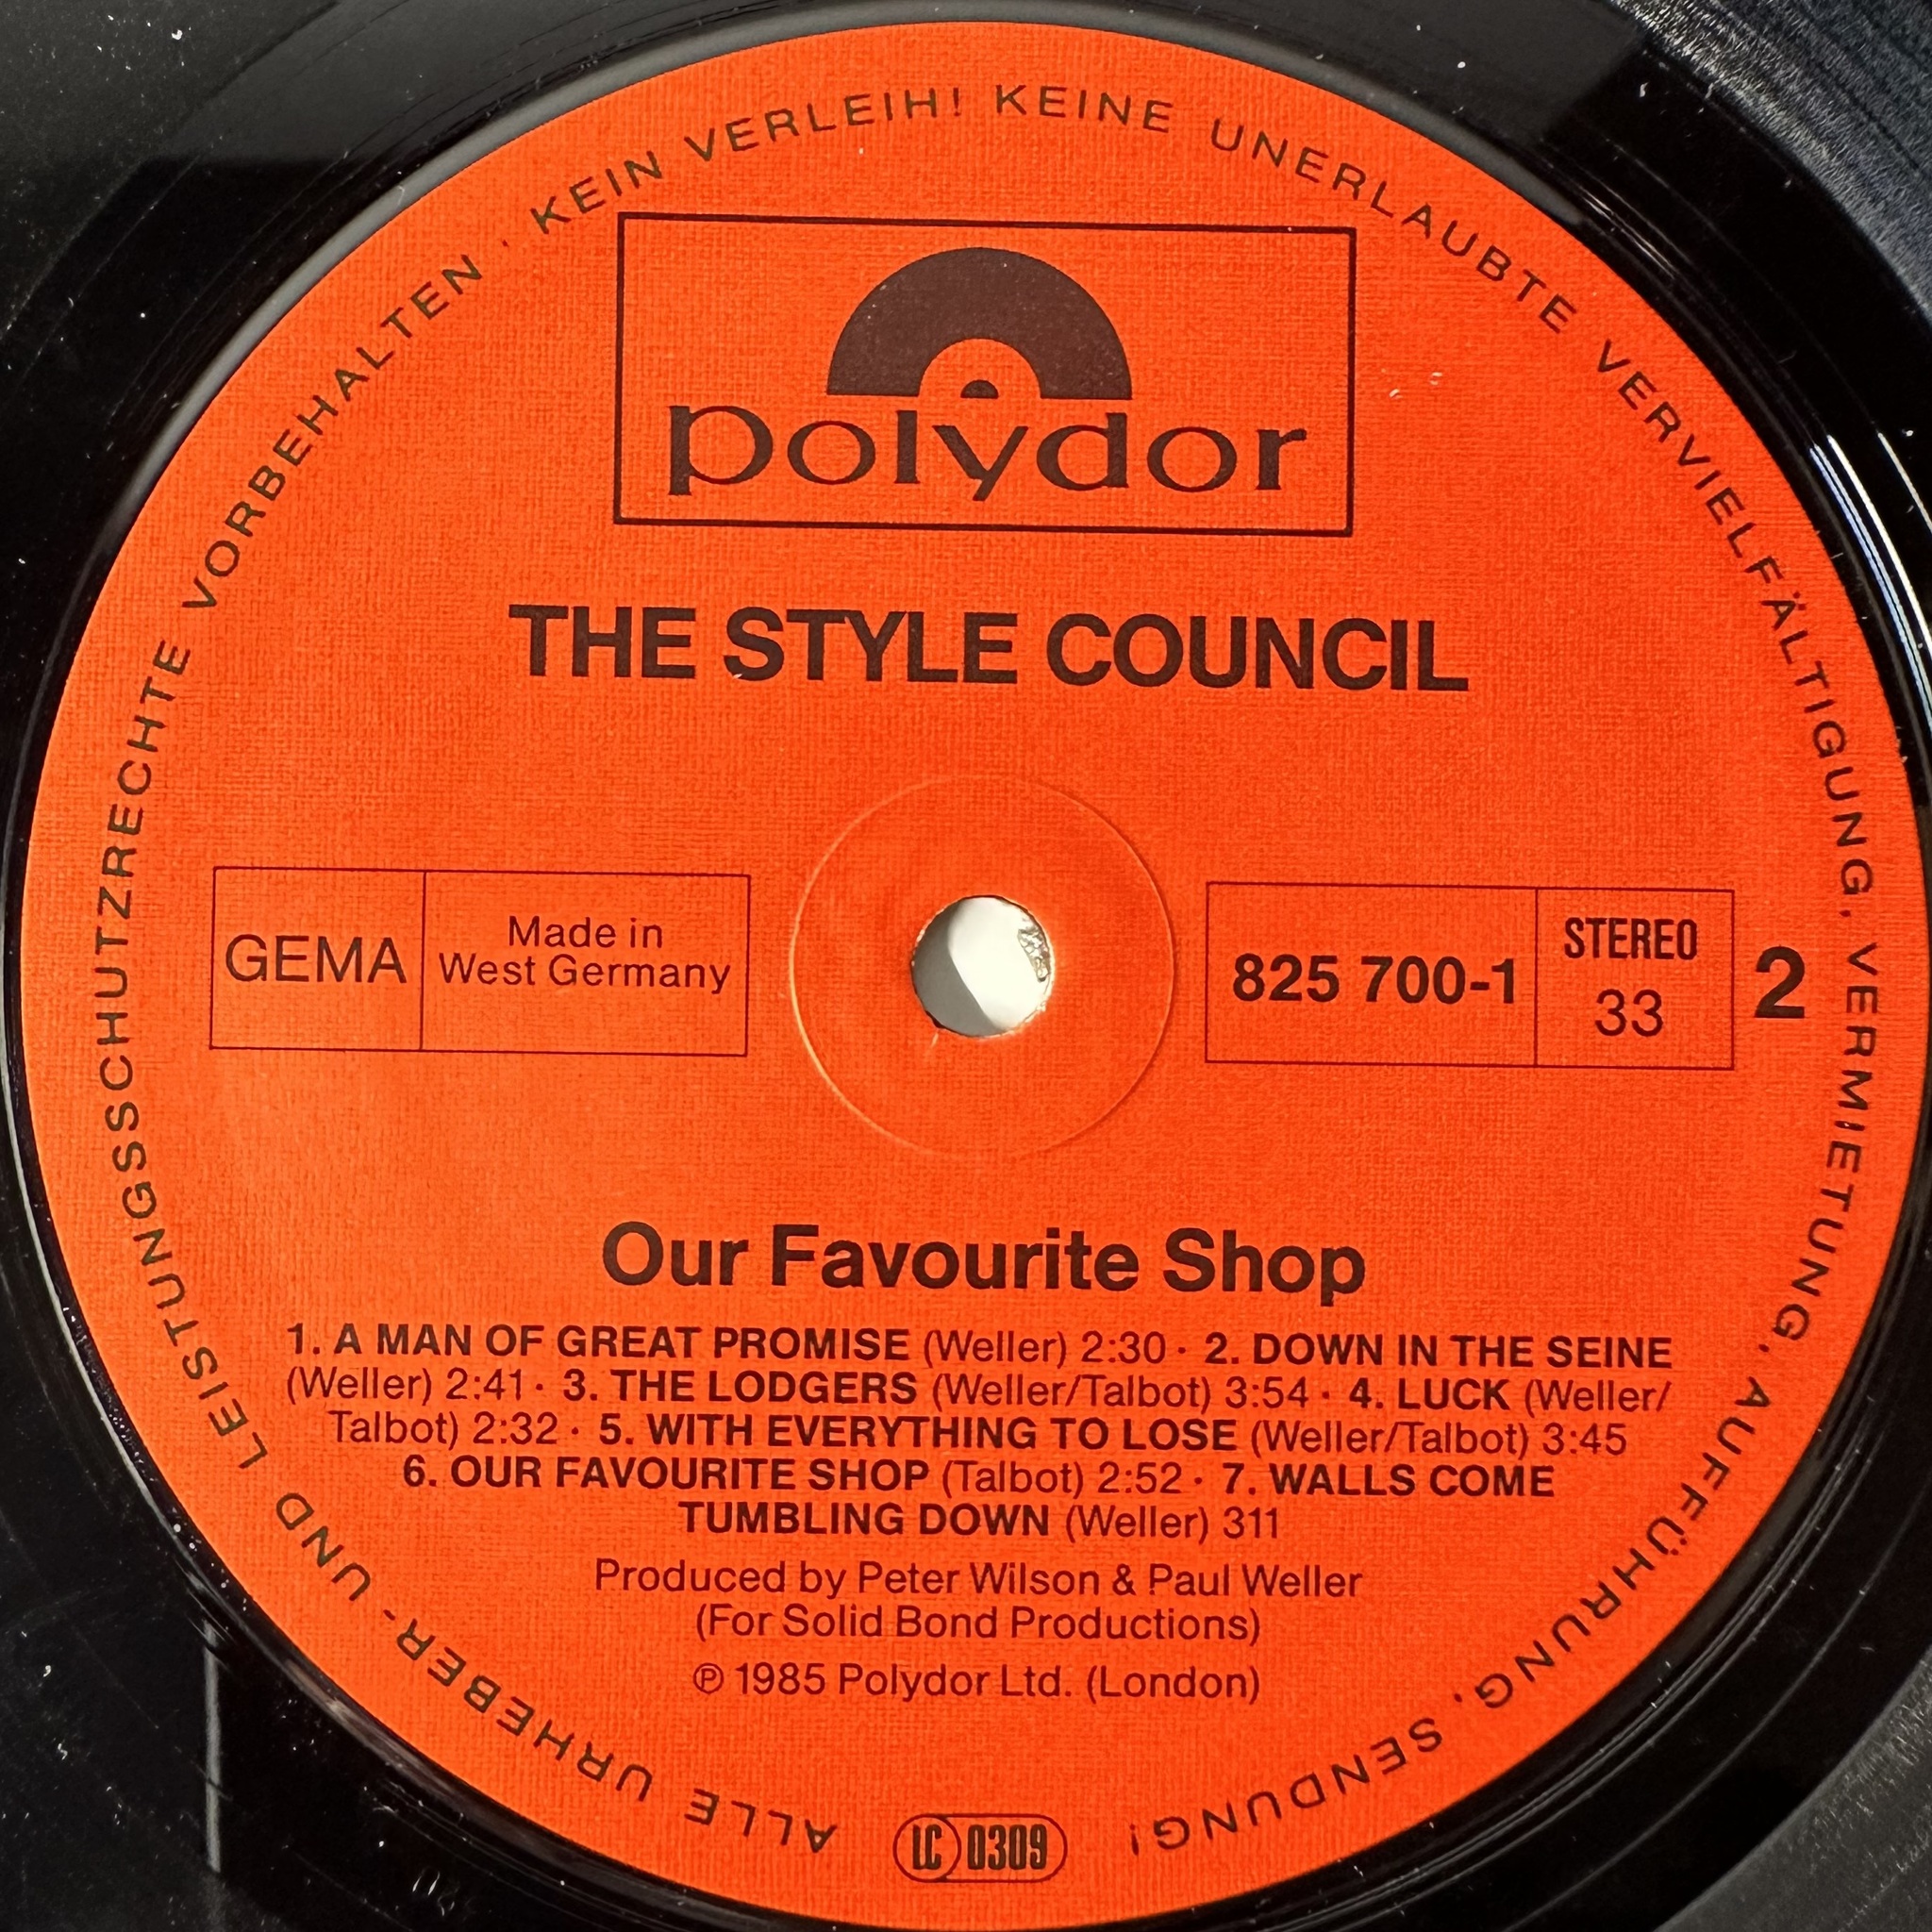 ALLE URHEBER- UND LEISTUNGSSCHUTZRECHTE VORBEHALTEN · KEIN VERLEIH! KEINE UNERLAUBTE VERVIELFÄLTIGUNG, VERMIETUNG, AUFFÜHRUNG, SENDUNG!
polydor
THE STYLE COUNCIL
GEMA
Made in
West Germany
825 700-1
STEREO
33
2
Our Favourite Shop
1. A MAN OF GREAT PROMISE (Weller) 2:30 · 2. DOWN IN THE SEINE
(Weller) 2:41 · 3. THE LODGERS (Weller/Talbot) 3:54 · 4. LUCK (Weller/
Talbot) 2:32 · 5. WITH EVERYTHING TO LOSE (Weller/Talbot) 3:45
6. OUR FAVOURITE SHOP (Talbot) 2:52 · 7. WALLS COME
TUMBLING DOWN (Weller) 311
Produced by Peter Wilson & Paul Weller
(For Solid Bond Productions)
℗ 1985 Polydor Ltd. (London)
LC 0309